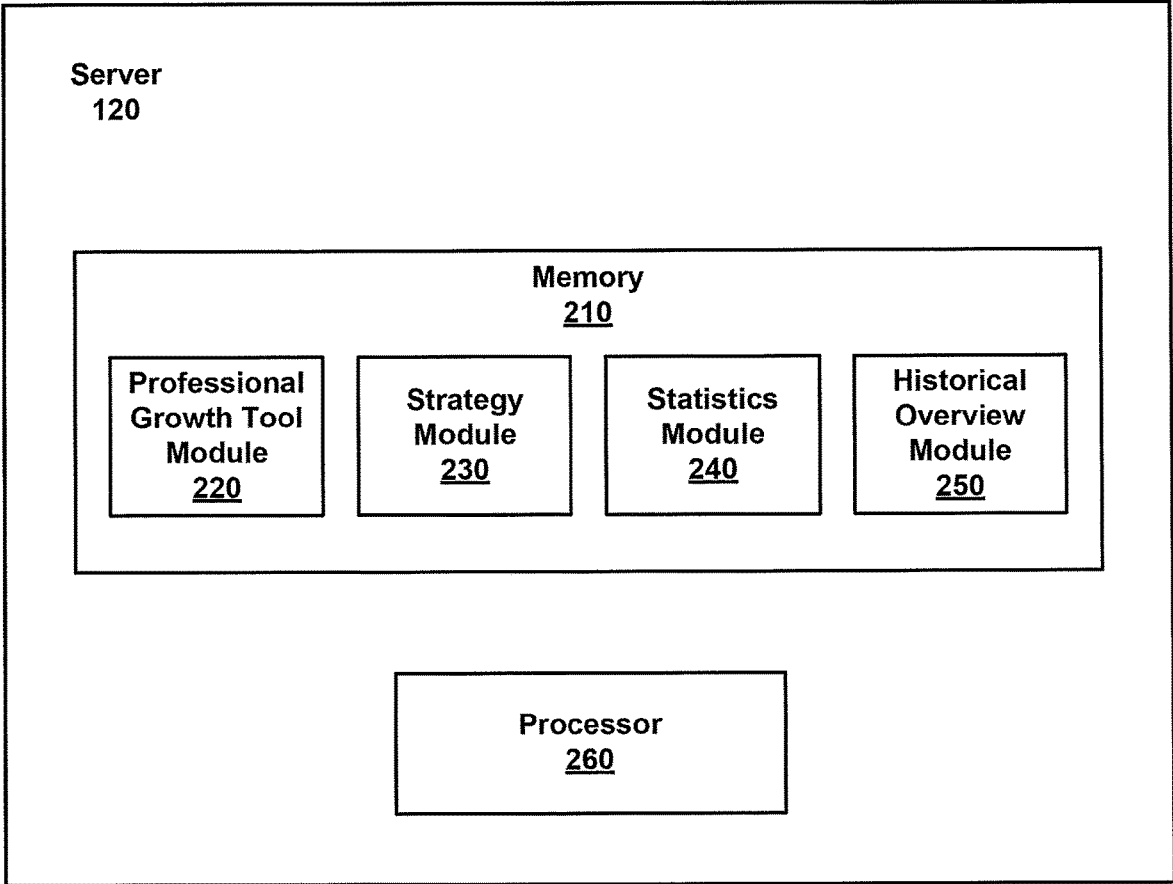 Server
120
Memory
210
Professional
Growth Tool
Module
220
Strategy
Module
230
Statistics
Module
240
Historical
Overview
Module
250
Processor
260